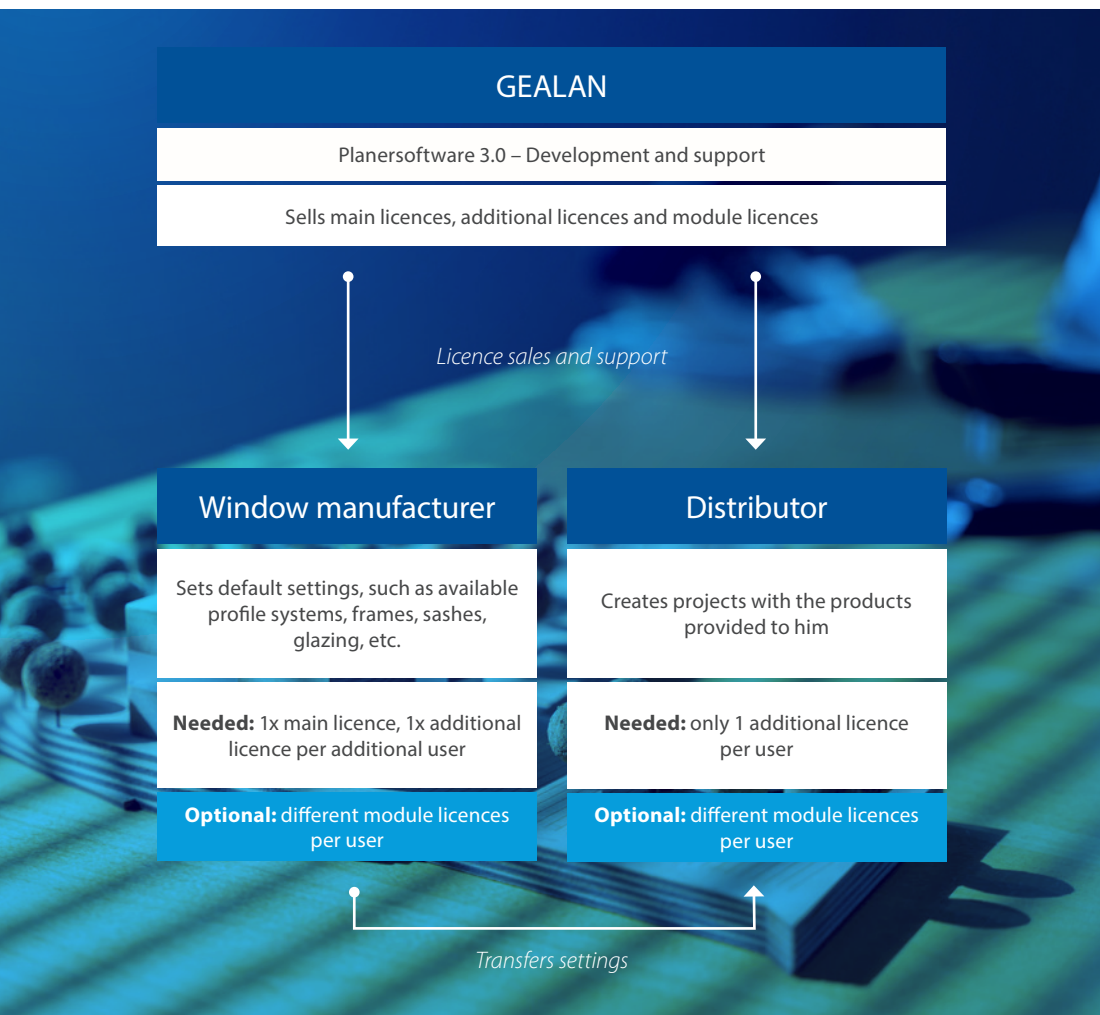 GEALAN
Planersoftware 3.0 – Development and support
Sells main licences, additional licences and module licences
Licence sales and support
Window manufacturer
Sets default settings, such as available
profile systems, frames, sashes,
glazing, etc.
Needed: 1x main licence, 1x additional
licence per additional user
Optional: different module licences
per user
Distributor
Creates projects with the products
provided to him
Needed: only 1 additional licence
per user
Optional: different module licences
per user
Transfers settings